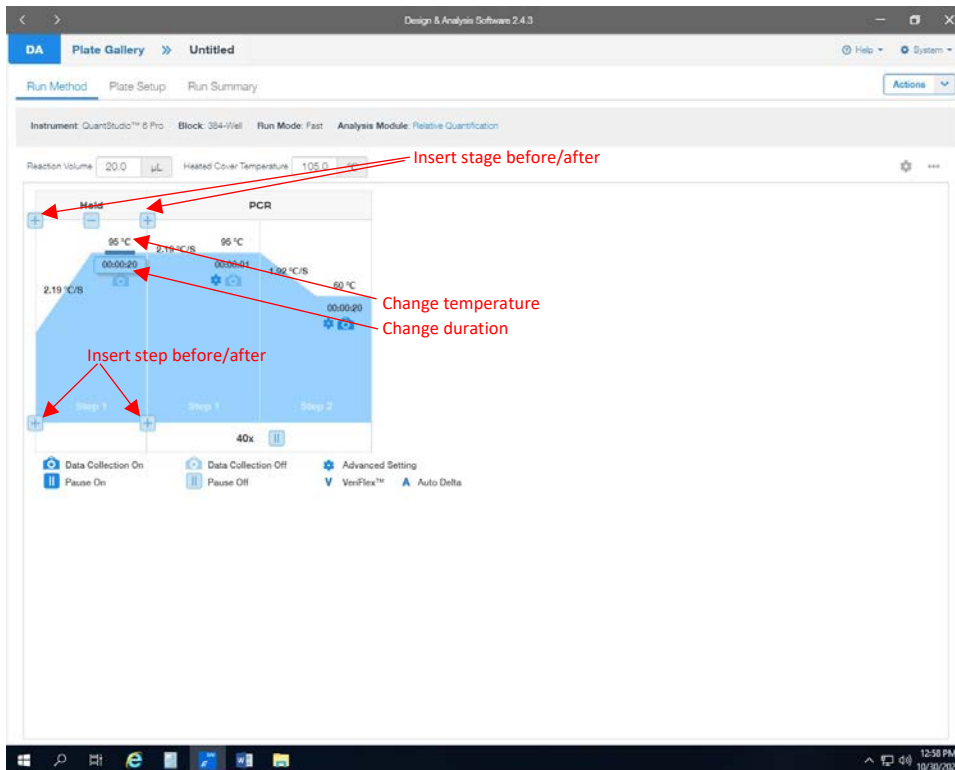 Design & Analysis Software 2.4.3
DA Plate Gallery » Untitled Help System
Run Method Plate Setup Run Summary Actions
Instrument: QuantStudio™ 6 Pro Block: 384-Well Run Mode: Fast Analysis Module: Relative Quantification
Reaction Volume 20.0 µL Heated Cover Temperature 105.0 °C
Insert stage before/after
Hold PCR
95 °C 2.19 °C/S 95 °C
00:00:20 00:00:01 1.92 °C/S
2.19 °C/S 60 °C
00:00:20
Change temperature
Change duration
Insert step before/after
Step 1 Step 1 Step 2
40x
Data Collection On Data Collection Off Advanced Setting
Pause On Pause Off V VeriFlex™ A Auto Delta
12:58 PM